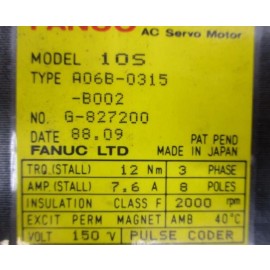 FANUC
AC Servo Motor
MODEL 10S
TYPE A06B-0315
-B002
NO. G-827200
DATE 88.09
PAT PEND
FANUC LTD MADE IN JAPAN
TRQ.(STALL) 12 Nm 3 PHASE
AMP.(STALL) 7.6 A 8 POLES
INSULATION CLASS F 2000 rpm
EXCIT PERM MAGNET AMB 40°C
VOLT 150 V PULSE CODER